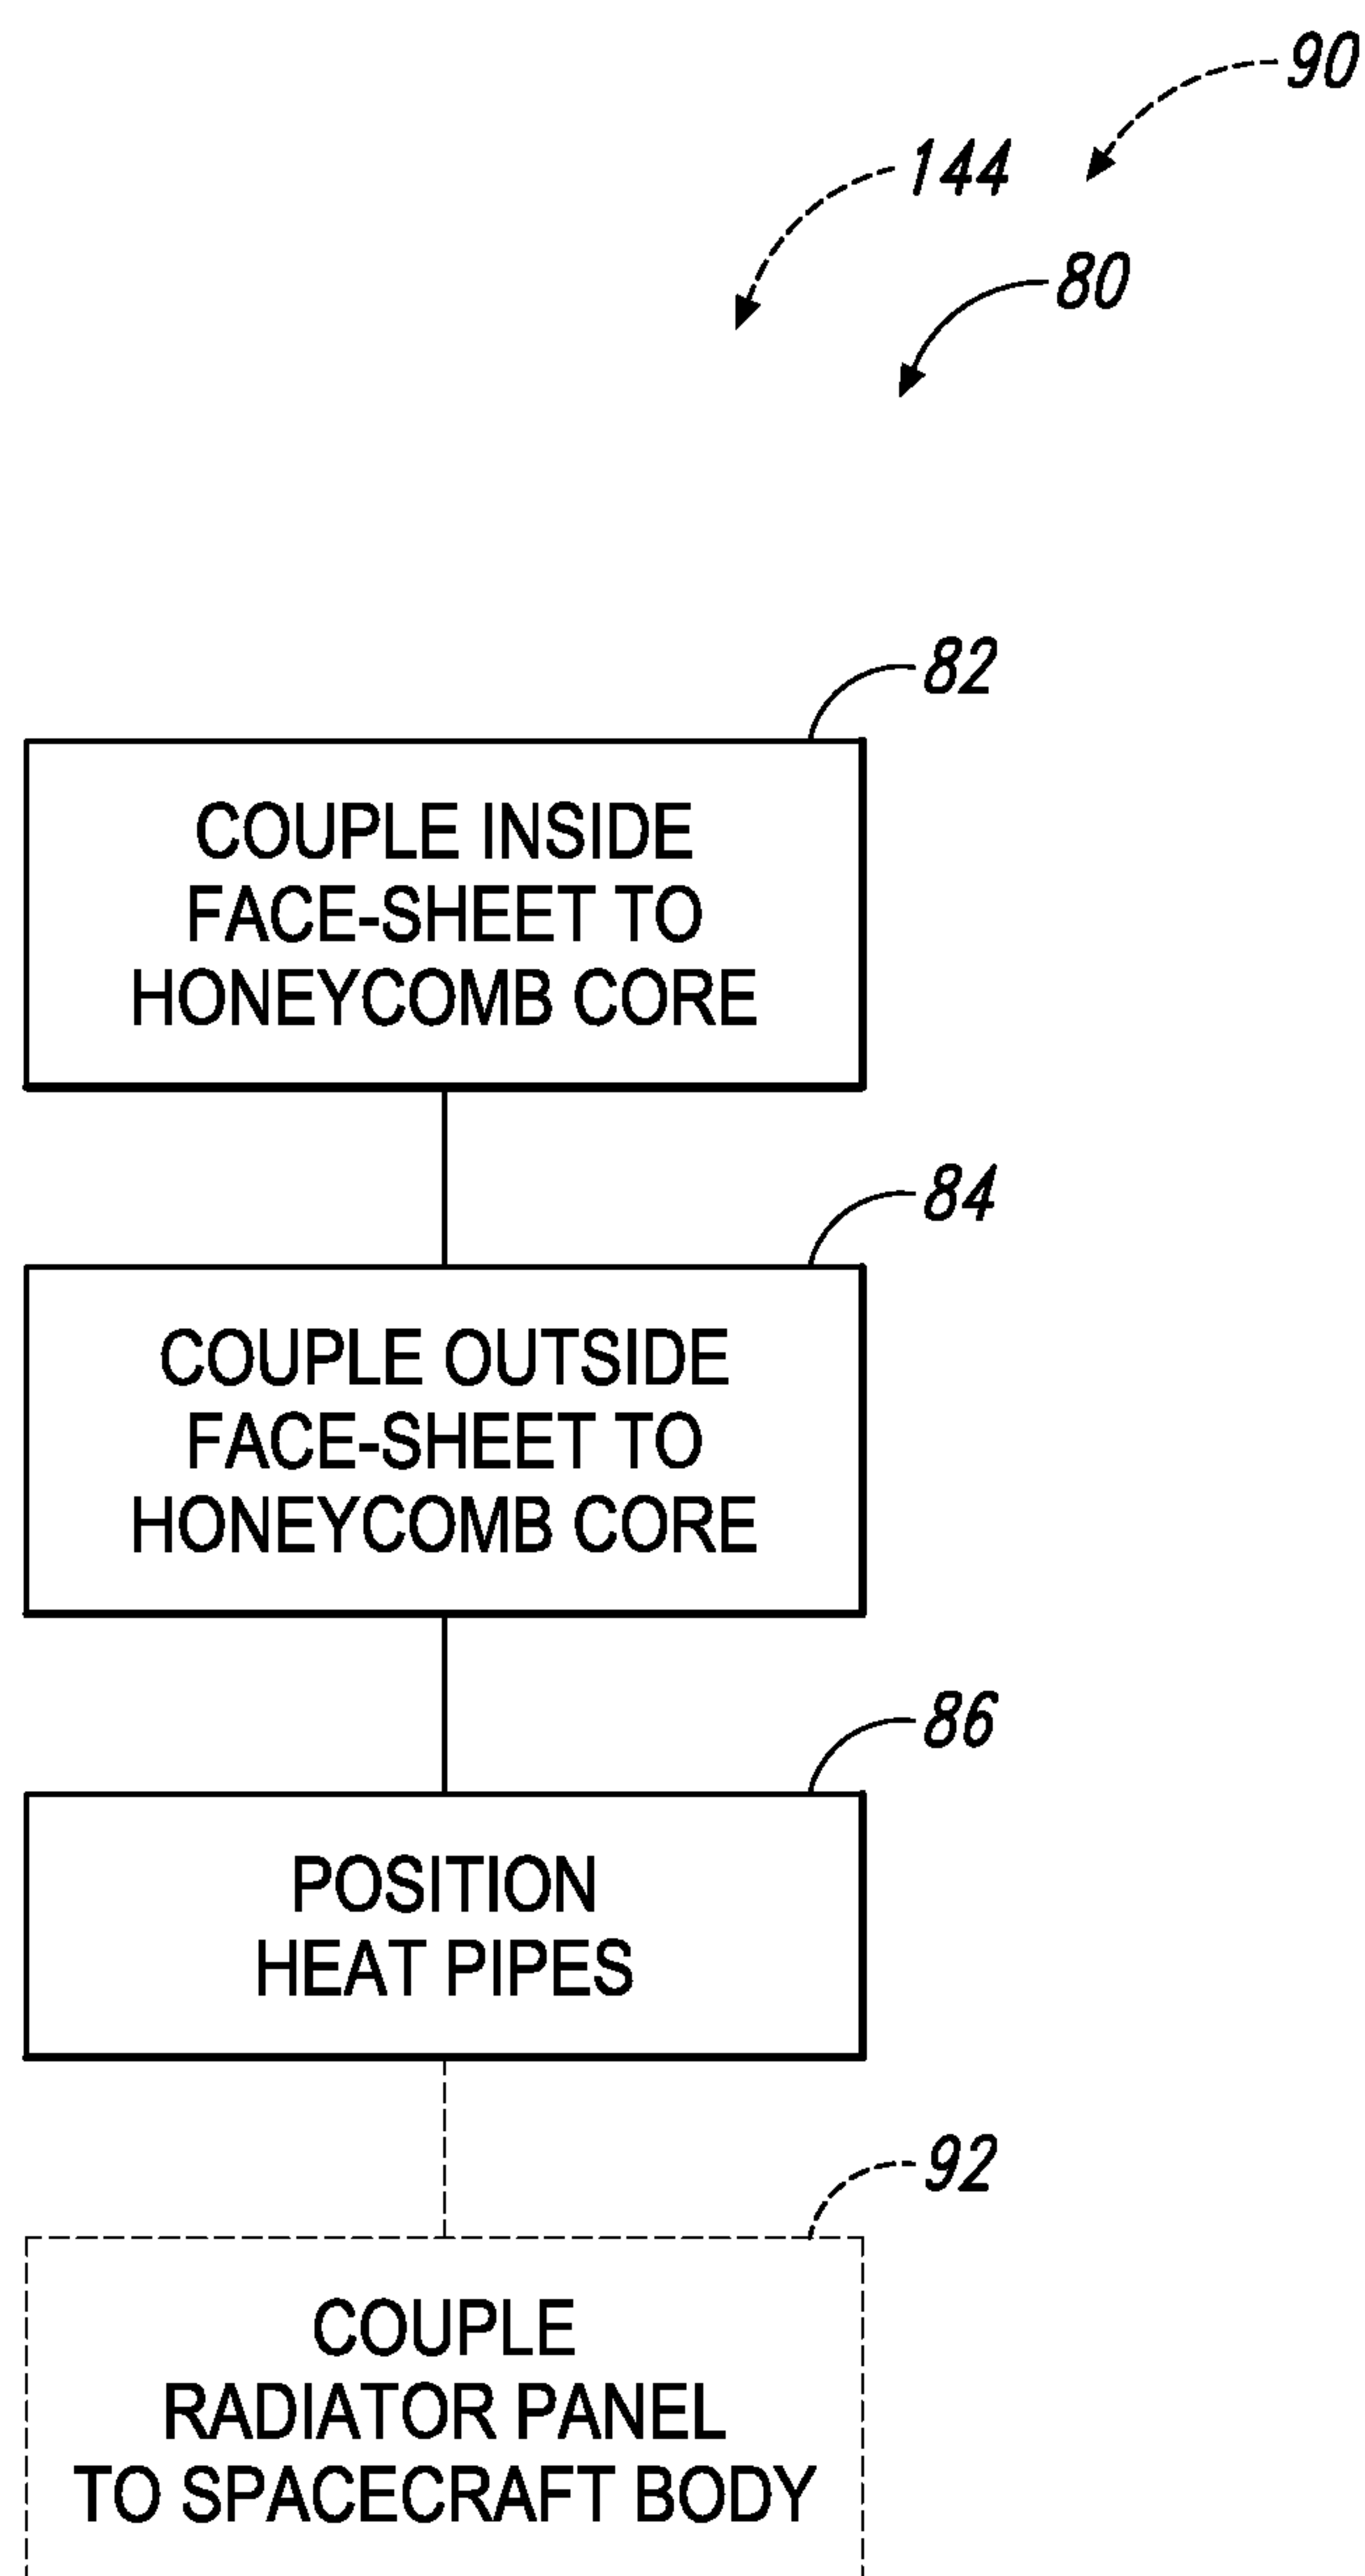 90
144
80
82
COUPLE INSIDE
FACE-SHEET TO
HONEYCOMB CORE
84
COUPLE OUTSIDE
FACE-SHEET TO
HONEYCOMB CORE
86
POSITION
HEAT PIPES
92
COUPLE
RADIATOR PANEL
TO SPACECRAFT BODY